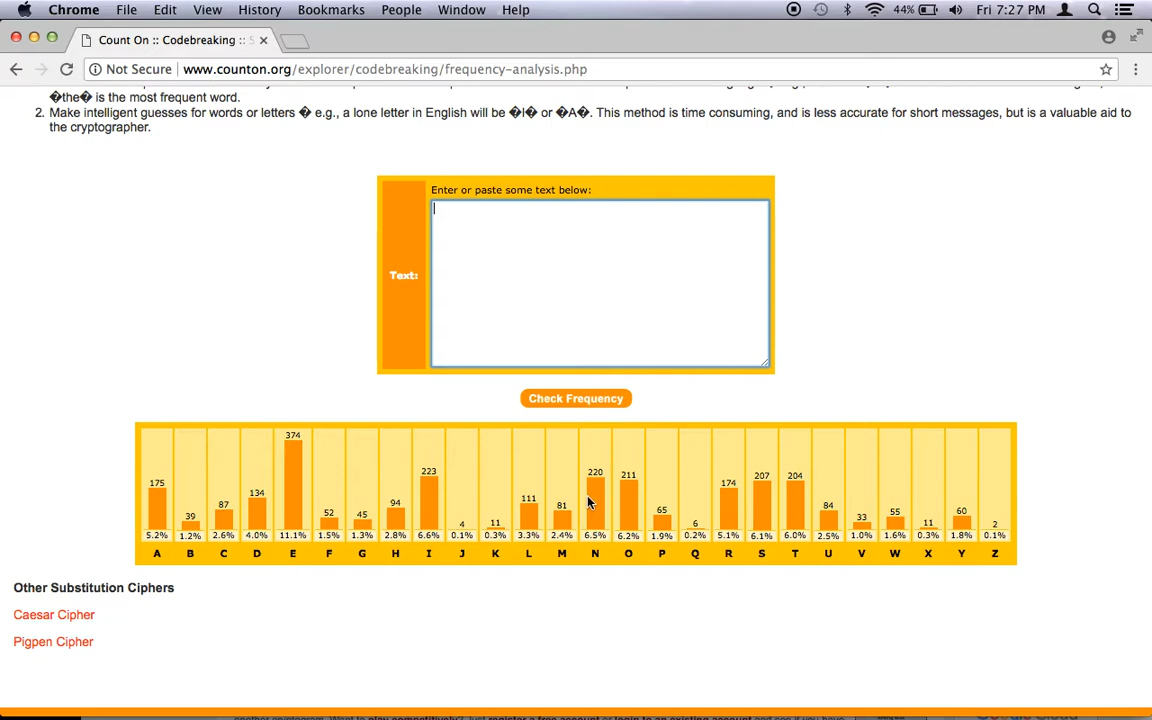 Chrome File Edit View History Bookmarks People Window Help 44% Fri 7:27 PM
Count On :: Codebreaking ::
Not Secure www.counton.org/explorer/codebreaking/frequency-analysis.php
�the� is the most frequent word.
2. Make intelligent guesses for words or letters � e.g., a lone letter in English will be �I� or �A�. This method is time consuming, and is less accurate for short messages, but is a valuable aid to
the cryptographer.
Enter or paste some text below:
Text:
Check Frequency
175 39 87 134 374 52 45 94 223 4 11 111 81 220 211 65 6 174 207 204 84 33 55 11 60 2
5.2% 1.2% 2.6% 4.0% 11.1% 1.5% 1.3% 2.8% 6.6% 0.1% 0.3% 3.3% 2.4% 6.5% 6.2% 1.9% 0.2% 5.1% 6.1% 6.0% 2.5% 1.0% 1.6% 0.3% 1.8% 0.1%
A B C D E F G H I J K L M N O P Q R S T U V W X Y Z
Other Substitution Ciphers
Caesar Cipher
Pigpen Cipher